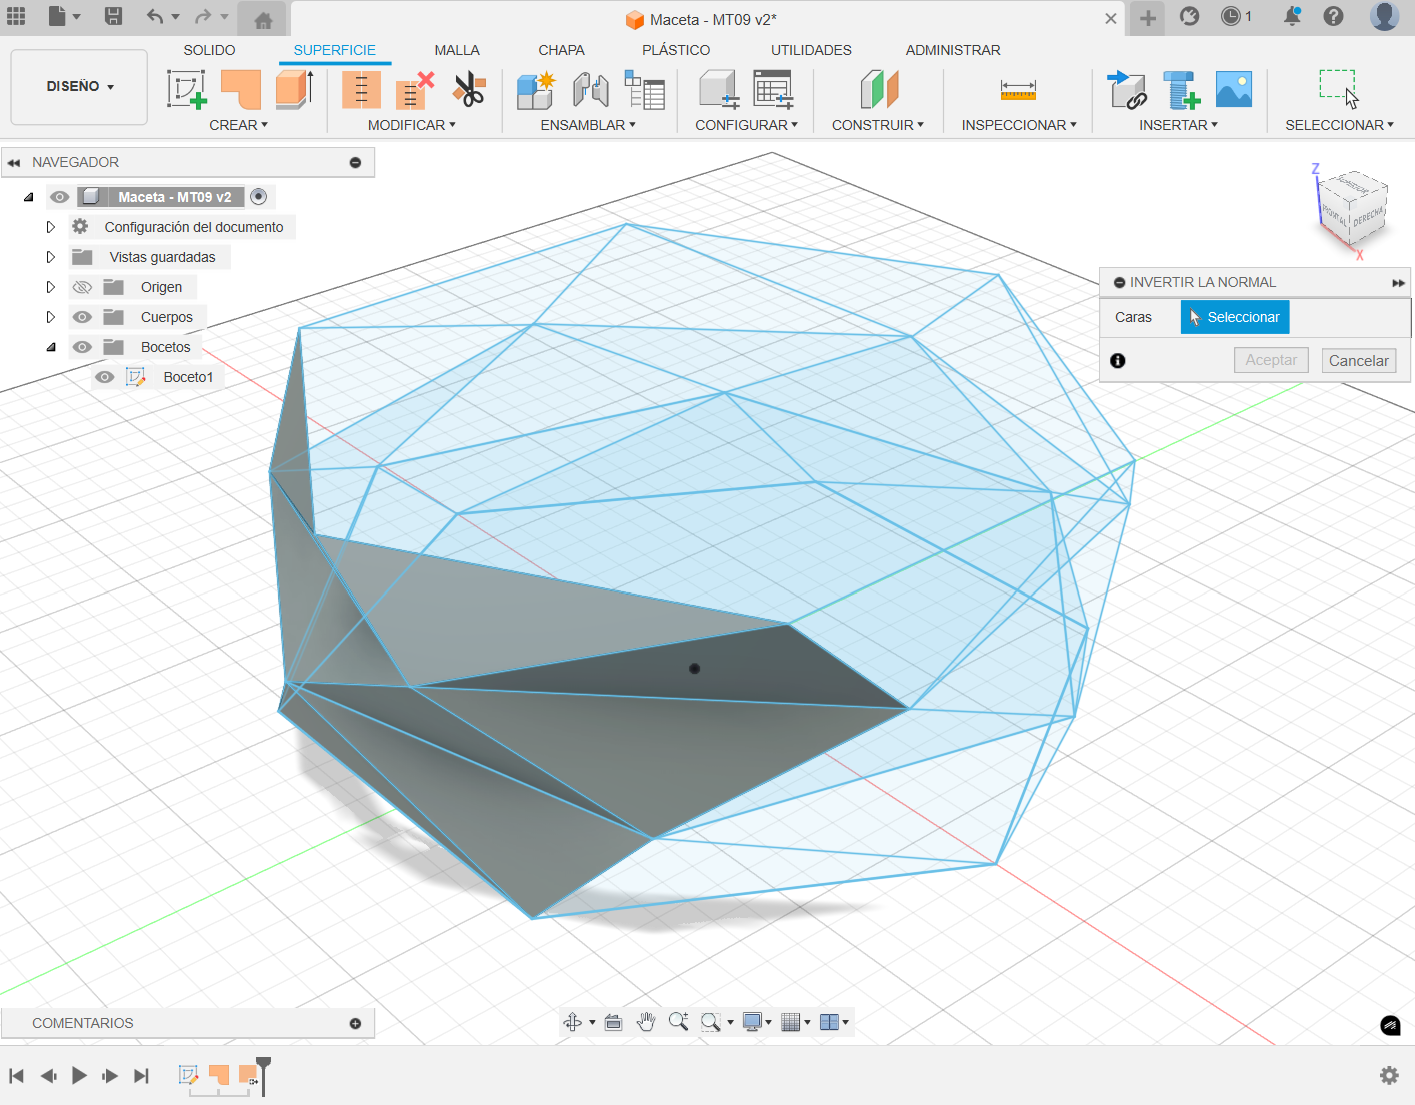 Maceta - MT09 v2*
1
DISEÑO
SOLIDO
SUPERFICIE
MALLA
CHAPA
PLÁSTICO
UTILIDADES
ADMINISTRAR
CREAR
MODIFICAR
ENSAMBLAR
CONFIGURAR
CONSTRUIR
INSPECCIONAR
INSERTAR
SELECCIONAR
NAVEGADOR
Maceta - MT09 v2
Configuración del documento
Vistas guardadas
Origen
Cuerpos
Bocetos
Boceto1
Z
FRONTAL
DERECHA
X
INVERTIR LA NORMAL
Caras
Seleccionar
Aceptar
Cancelar
COMENTARIOS